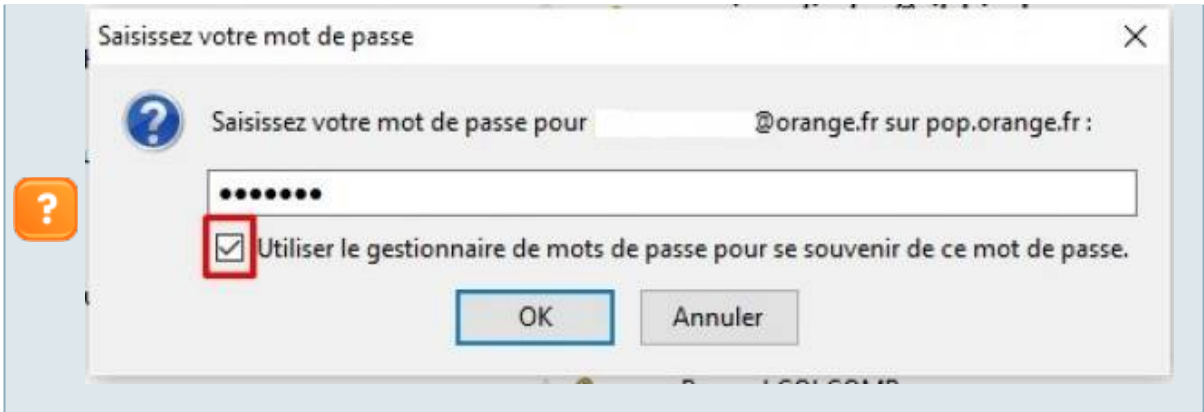 Saisissez votre mot de passe
Saisissez votre mot de passe pour @orange.fr sur pop.orange.fr :
•••••••
?
Utiliser le gestionnaire de mots de passe pour se souvenir de ce mot de passe.
OK Annuler